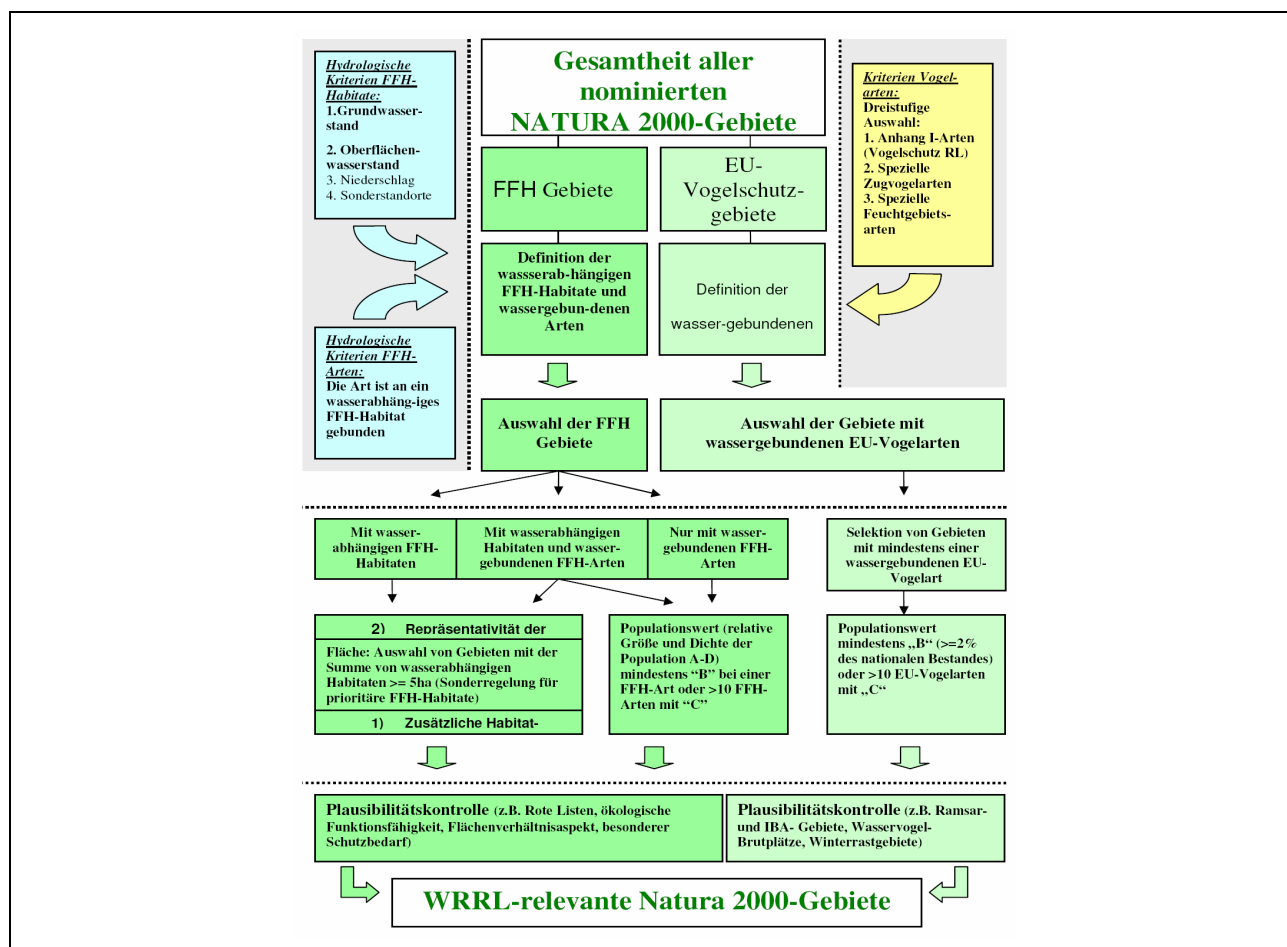 Gesamtheit aller
nominierten
NATURA 2000-Gebiete
Hydrologische
Kriterien FFH-
Habitate:
1.Grundwasser-
stand
2. Oberflächen-
wasserstand
3. Niederschlag
4. Sonderstandorte
Kriterien Vogel-
arten:
Dreistufige
Auswahl:
1. Anhang I-Arten
(Vogelschutz RL)
2. Spezielle
Zugvogelarten
3. Spezielle
Feuchtgebiets-
arten
FFH Gebiete
EU-
Vogelschutz-
gebiete
Definition der
wassserab-hängigen
FFH-Habitate und
wassergebun-denen
Arten
Definition der
wasser-gebundenen
Hydrologische
Kriterien FFH-
Arten:
Die Art ist an ein
wasserabhäng-iges
FFH-Habitat
gebunden
Auswahl der FFH
Gebiete
Auswahl der Gebiete mit
wassergebundenen EU-Vogelarten
Mit wasser-
abhängigen FFH-
Habitaten
Mit wasserabhängigen
Habitaten und wasser-
gebundenen FFH-Arten
Nur mit wasser-
gebundenen FFH-
Arten
Selektion von Gebieten
mit mindestens einer
wassergebundenen EU-
Vogelart
2) Repräsentativität der
Fläche: Auswahl von Gebieten mit der
Summe von wasserabhängigen
Habitaten >= 5ha (Sonderregelung für
prioritäre FFH-Habitate)
1) Zusätzliche Habitat-
Populationswert (relative
Größe und Dichte der
Population A-D)
mindestens “B” bei einer
FFH-Art oder >10 FFH-
Arten mit “C”
Populationswert
mindestens „B“ (>=2%
des nationalen Bestandes)
oder >10 EU-Vogelarten
mit „C“
Plausibilitätskontrolle (z.B. Rote Listen, ökologische
Funktionsfähigkeit, Flächenverhältnisaspekt, besonderer
Schutzbedarf)
Plausibilitätskontrolle (z.B. Ramsar-
und IBA- Gebiete, Wasservogel-
Brutplätze, Winterrastgebiete)
WRRL-relevante Natura 2000-Gebiete